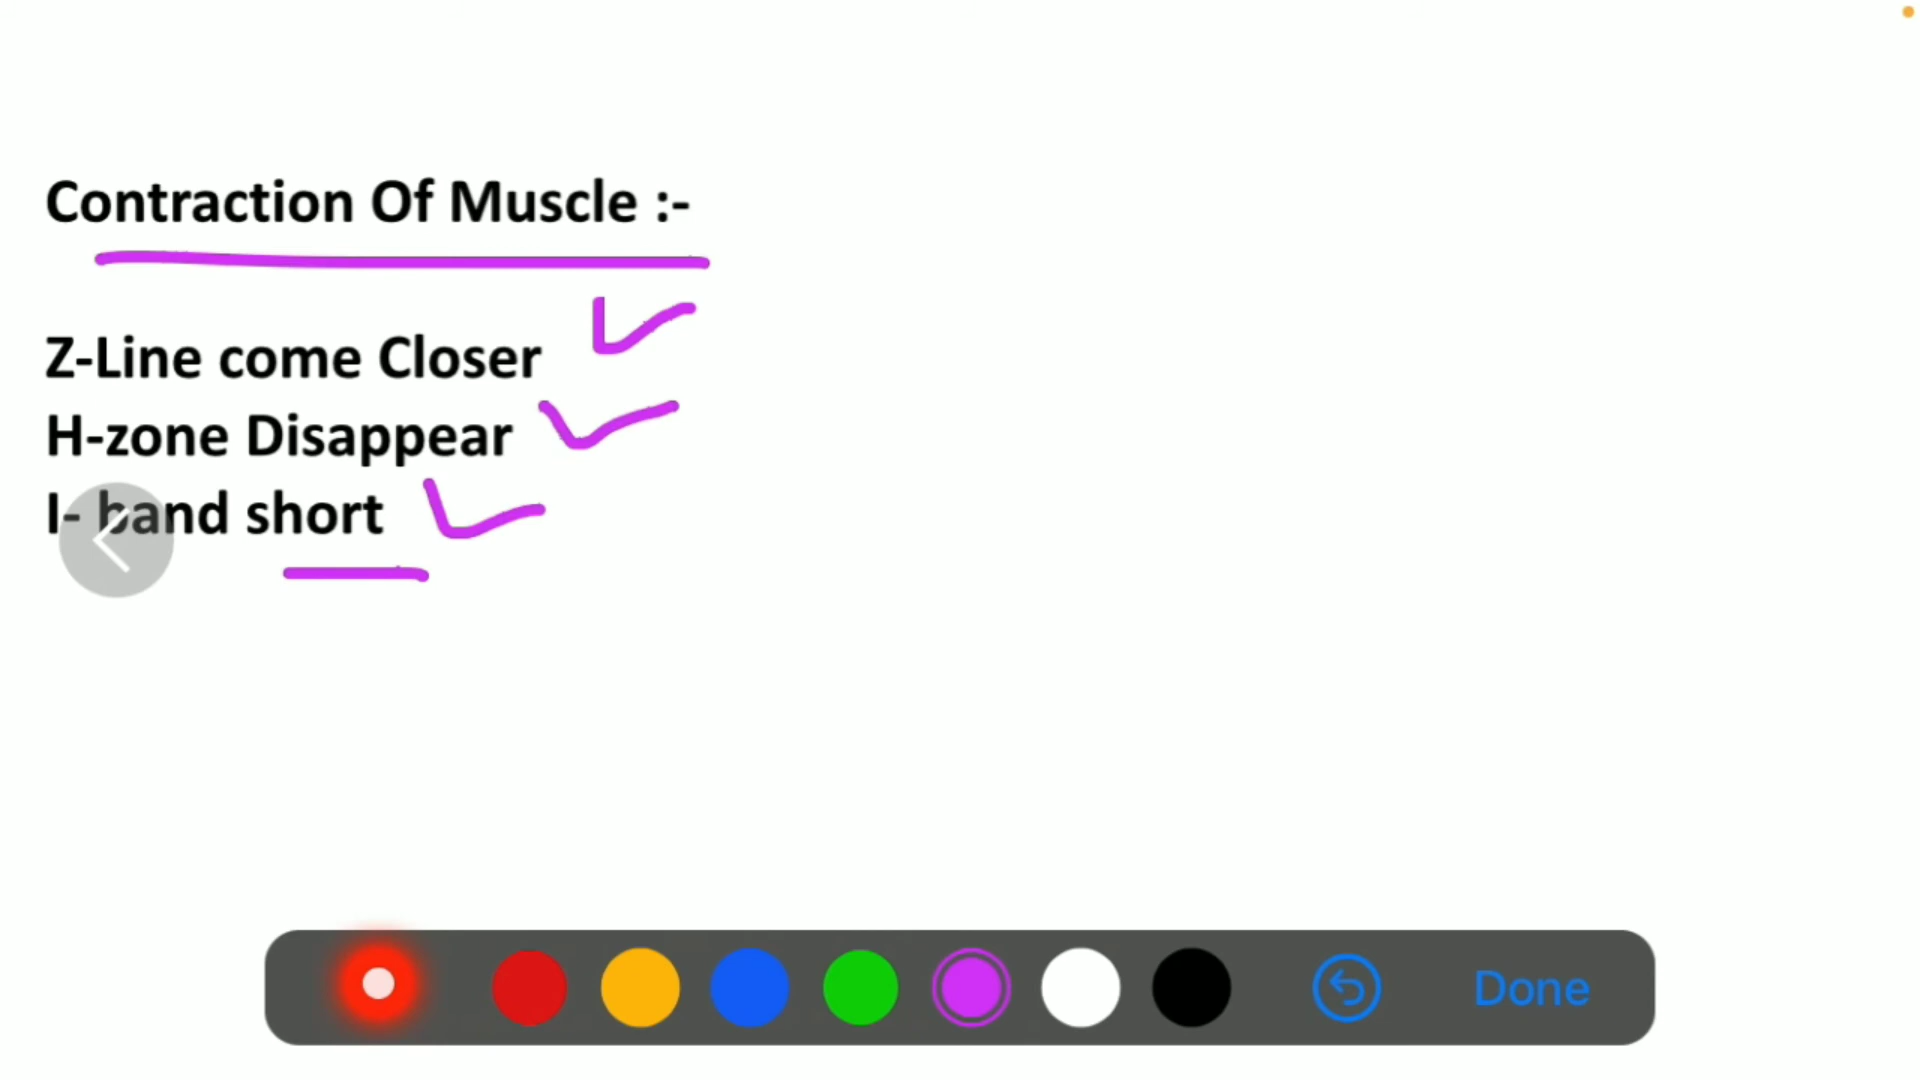 Contraction Of Muscle :-
Z-Line come Closer
H-zone Disappear
I- band short
Done